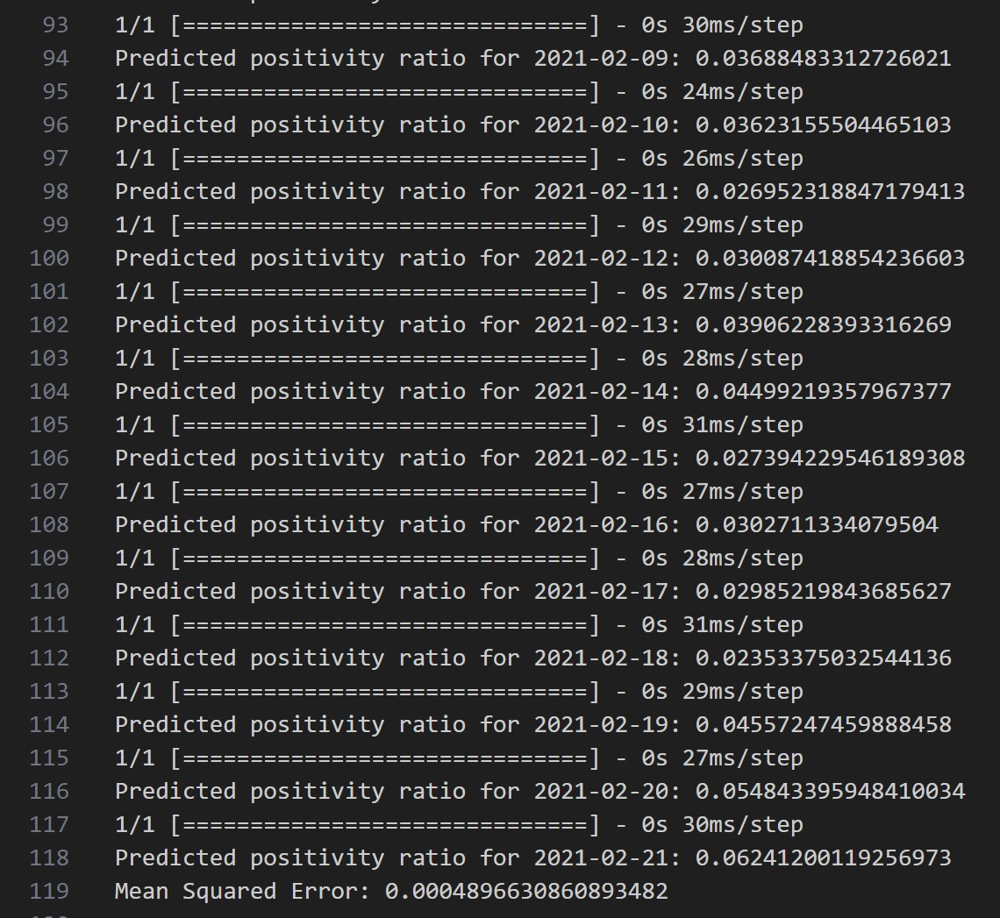 93 1/1 [==============================] - 0s 30ms/step
94 Predicted positivity ratio for 2021-02-09: 0.03688483312726021
95 1/1 [==============================] - 0s 24ms/step
96 Predicted positivity ratio for 2021-02-10: 0.03623155504465103
97 1/1 [==============================] - 0s 26ms/step
98 Predicted positivity ratio for 2021-02-11: 0.026952318847179413
99 1/1 [==============================] - 0s 29ms/step
100 Predicted positivity ratio for 2021-02-12: 0.030087418854236603
101 1/1 [==============================] - 0s 27ms/step
102 Predicted positivity ratio for 2021-02-13: 0.03906228393316269
103 1/1 [==============================] - 0s 28ms/step
104 Predicted positivity ratio for 2021-02-14: 0.04499219357967377
105 1/1 [==============================] - 0s 31ms/step
106 Predicted positivity ratio for 2021-02-15: 0.027394229546189308
107 1/1 [==============================] - 0s 27ms/step
108 Predicted positivity ratio for 2021-02-16: 0.0302711334079504
109 1/1 [==============================] - 0s 28ms/step
110 Predicted positivity ratio for 2021-02-17: 0.02985219843685627
111 1/1 [==============================] - 0s 31ms/step
112 Predicted positivity ratio for 2021-02-18: 0.02353375032544136
113 1/1 [==============================] - 0s 29ms/step
114 Predicted positivity ratio for 2021-02-19: 0.04557247459888458
115 1/1 [==============================] - 0s 27ms/step
116 Predicted positivity ratio for 2021-02-20: 0.054843395948410034
117 1/1 [==============================] - 0s 30ms/step
118 Predicted positivity ratio for 2021-02-21: 0.06241200119256973
119 Mean Squared Error: 0.0004896630860893482